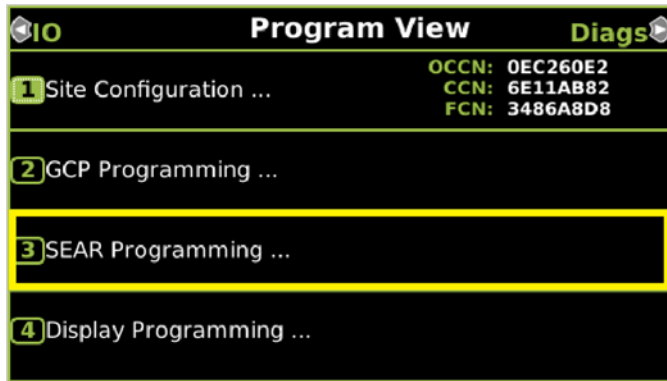 IO Program View Diags
OCCN: 0EC260E2
1 Site Configuration ... CCN: 6E11AB82
FCN: 3486A8D8
2 GCP Programming ...
3 SEAR Programming ...
4 Display Programming ...